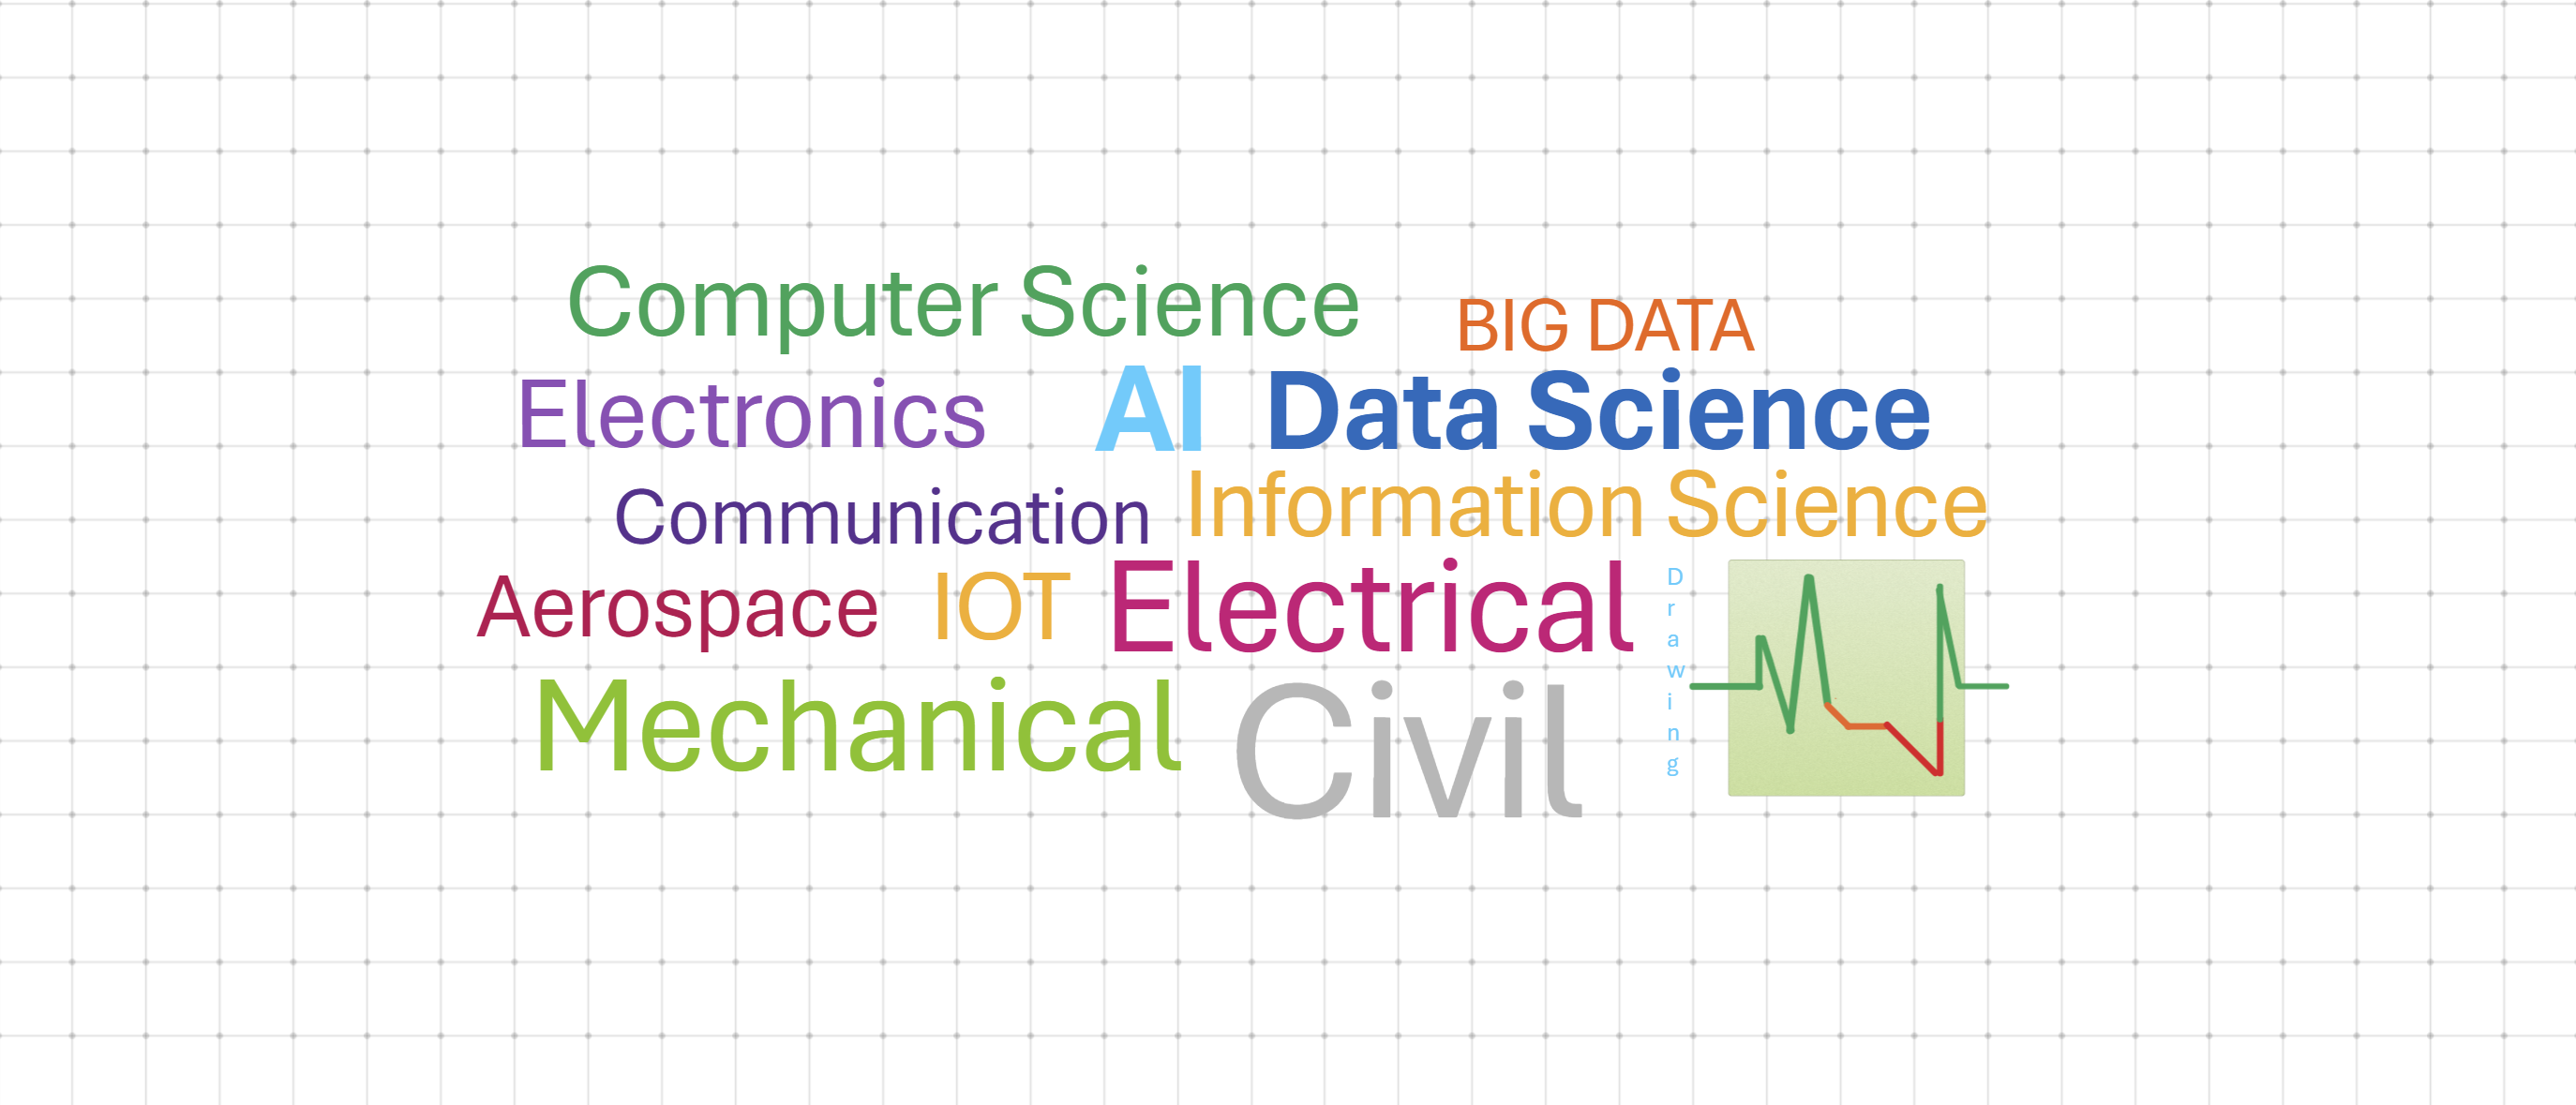 Computer Science
BIG DATA
Electronics
AI
Data Science
Communication
Information Science
Aerospace
IOT
Electrical
Drawing
Mechanical
Civil